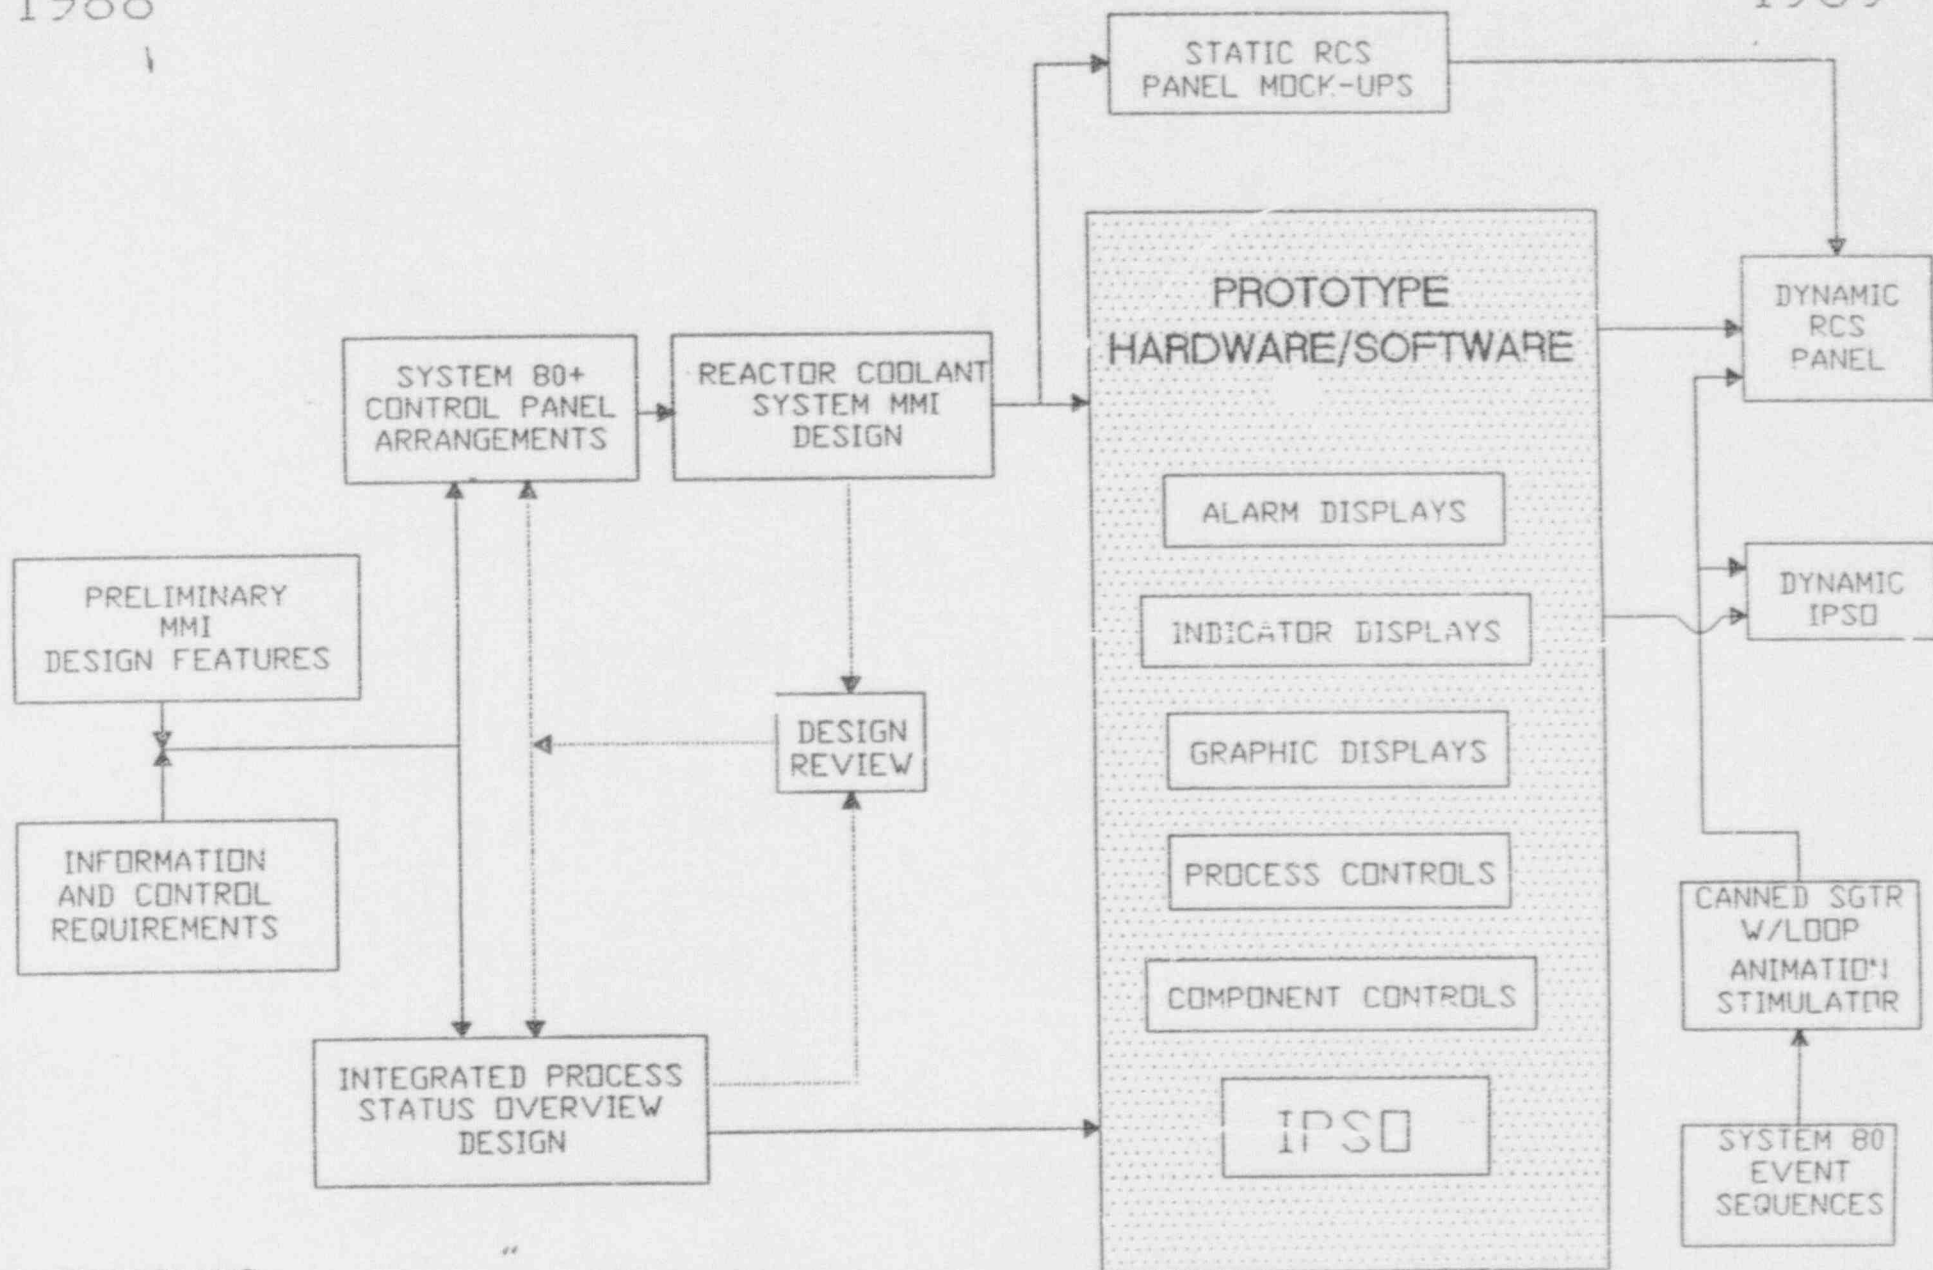 1988
1989
STATIC RCS
PANEL MOCK-UPS
PROTOTYPE
HARDWARE/SOFTWARE
DYNAMIC
RCS
PANEL
SYSTEM 80+
CONTROL PANEL
ARRANGEMENTS
REACTOR COOLANT
SYSTEM MMI
DESIGN
ALARM DISPLAYS
PRELIMINARY
MMI
DESIGN FEATURES
INDICATOR DISPLAYS
DYNAMIC
IPSO
DESIGN
REVIEW
GRAPHIC DISPLAYS
INFORMATION
AND CONTROL
REQUIREMENTS
PROCESS CONTROLS
CANNED SGTR
W/LOOP
ANIMATION
STIMULATOR
COMPONENT CONTROLS
INTEGRATED PROCESS
STATUS OVERVIEW
DESIGN
IPSO
SYSTEM 80
EVENT
SEQUENCES